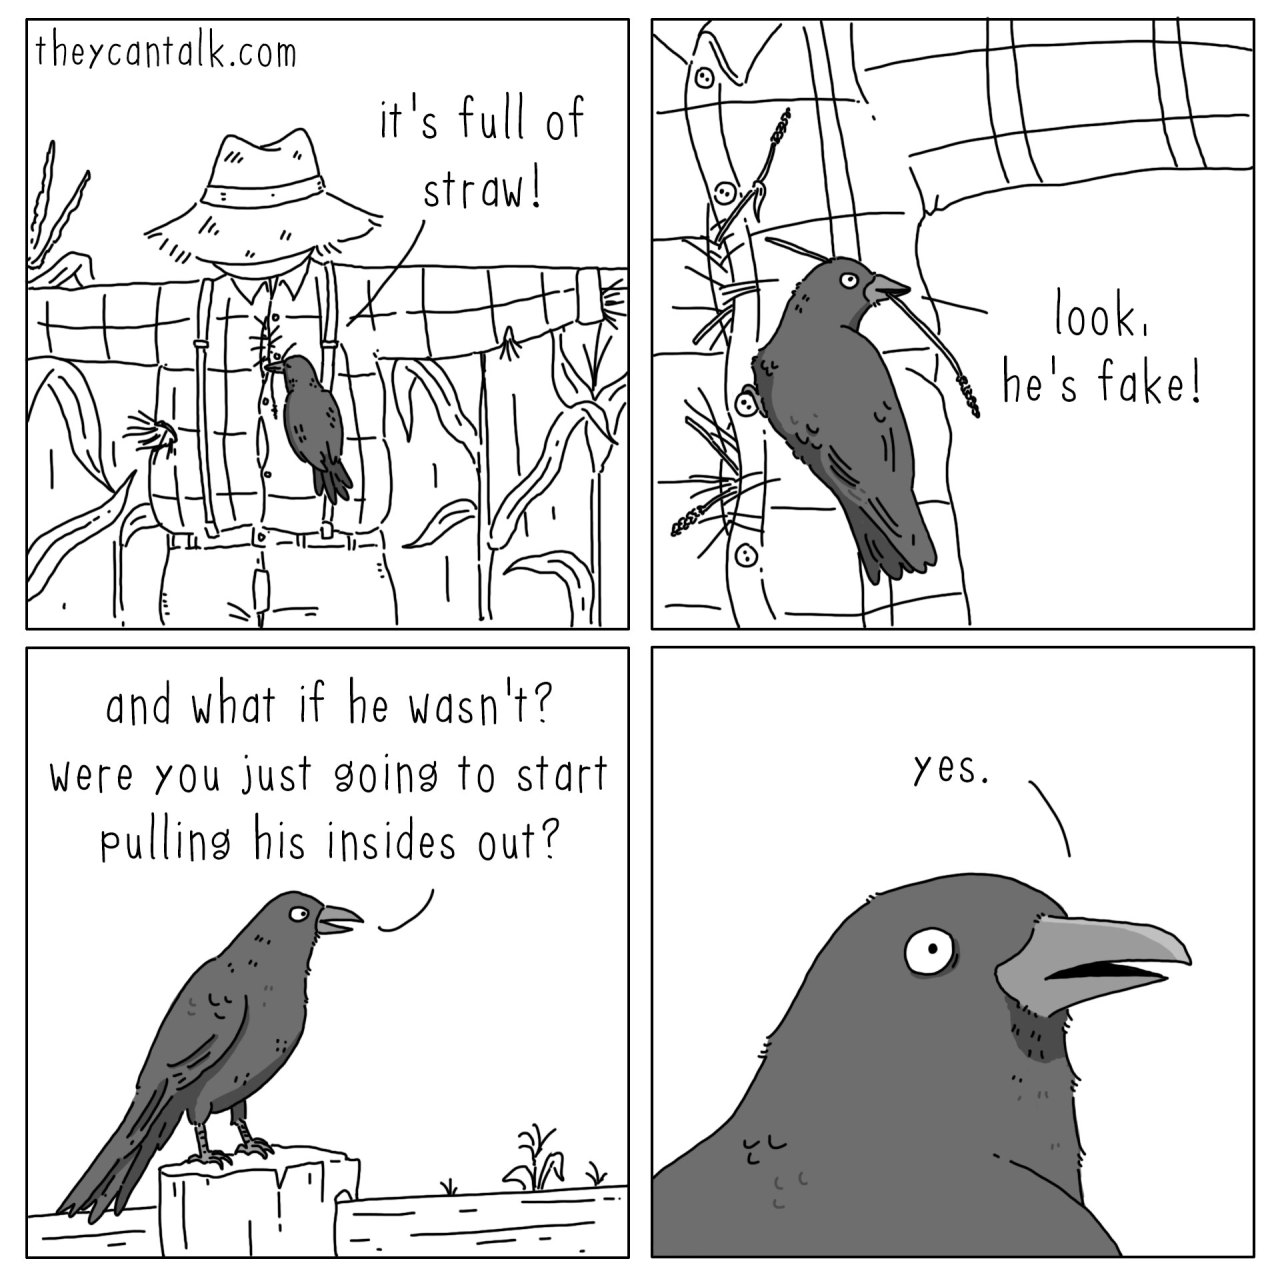 theycantalk.com
it's full of
straw!
look,
he's fake!
and what if he wasn't?
were you just going to start
pulling his insides out?
yes.